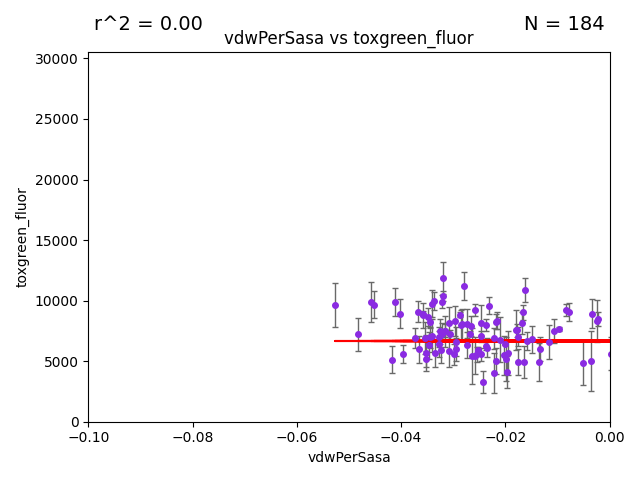 r^2 = 0.00
N = 184
vdwPerSasa vs toxgreen_fluor
30000
25000
20000
15000
10000
5000
0
toxgreen_fluor
−0.10
−0.08
−0.06
−0.04
−0.02
0.00
vdwPerSasa